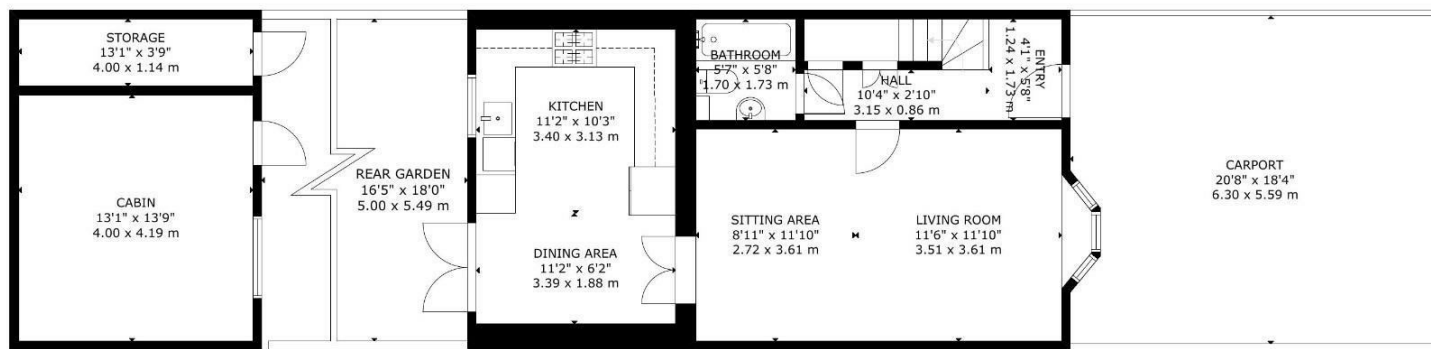 STORAGE
13'1" x 3'9"
4.00 x 1.14 m
CABIN
13'1" x 13'9"
4.00 x 4.19 m
REAR GARDEN
16'5" x 18'0"
5.00 x 5.49 m
KITCHEN
11'2" x 10'3"
3.40 x 3.13 m
DINING AREA
11'2" x 6'2"
3.39 x 1.88 m
BATHROOM
5'7" x 5'8"
1.70 x 1.73 m
HALL
10'4" x 2'10"
3.15 x 0.86 m
ENTRY
4'1" x 5'8"
1.24 x 1.73 m
SITTING AREA
8'11" x 11'10"
2.72 x 3.61 m
LIVING ROOM
11'6" x 11'10"
3.51 x 3.61 m
CARPORT
20'8" x 18'4"
6.30 x 5.59 m